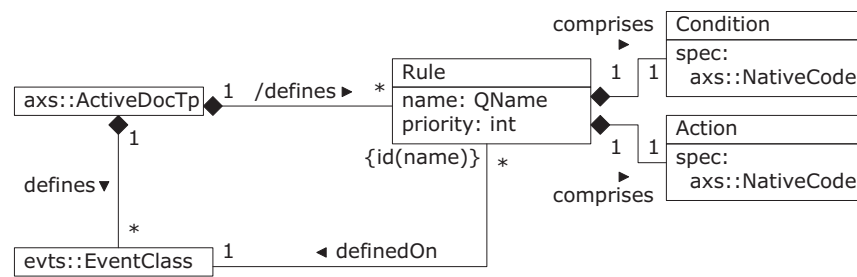 comprises
Condition
spec:
axs::NativeCode
1
1
Rule
name: QName
priority: int
{id(name)}
axs::ActiveDocTp
1
/defines ►
*
1
defines▼
*
evts::EventClass
1
◄ definedOn
*
Action
spec:
axs::NativeCode
1
1
comprises